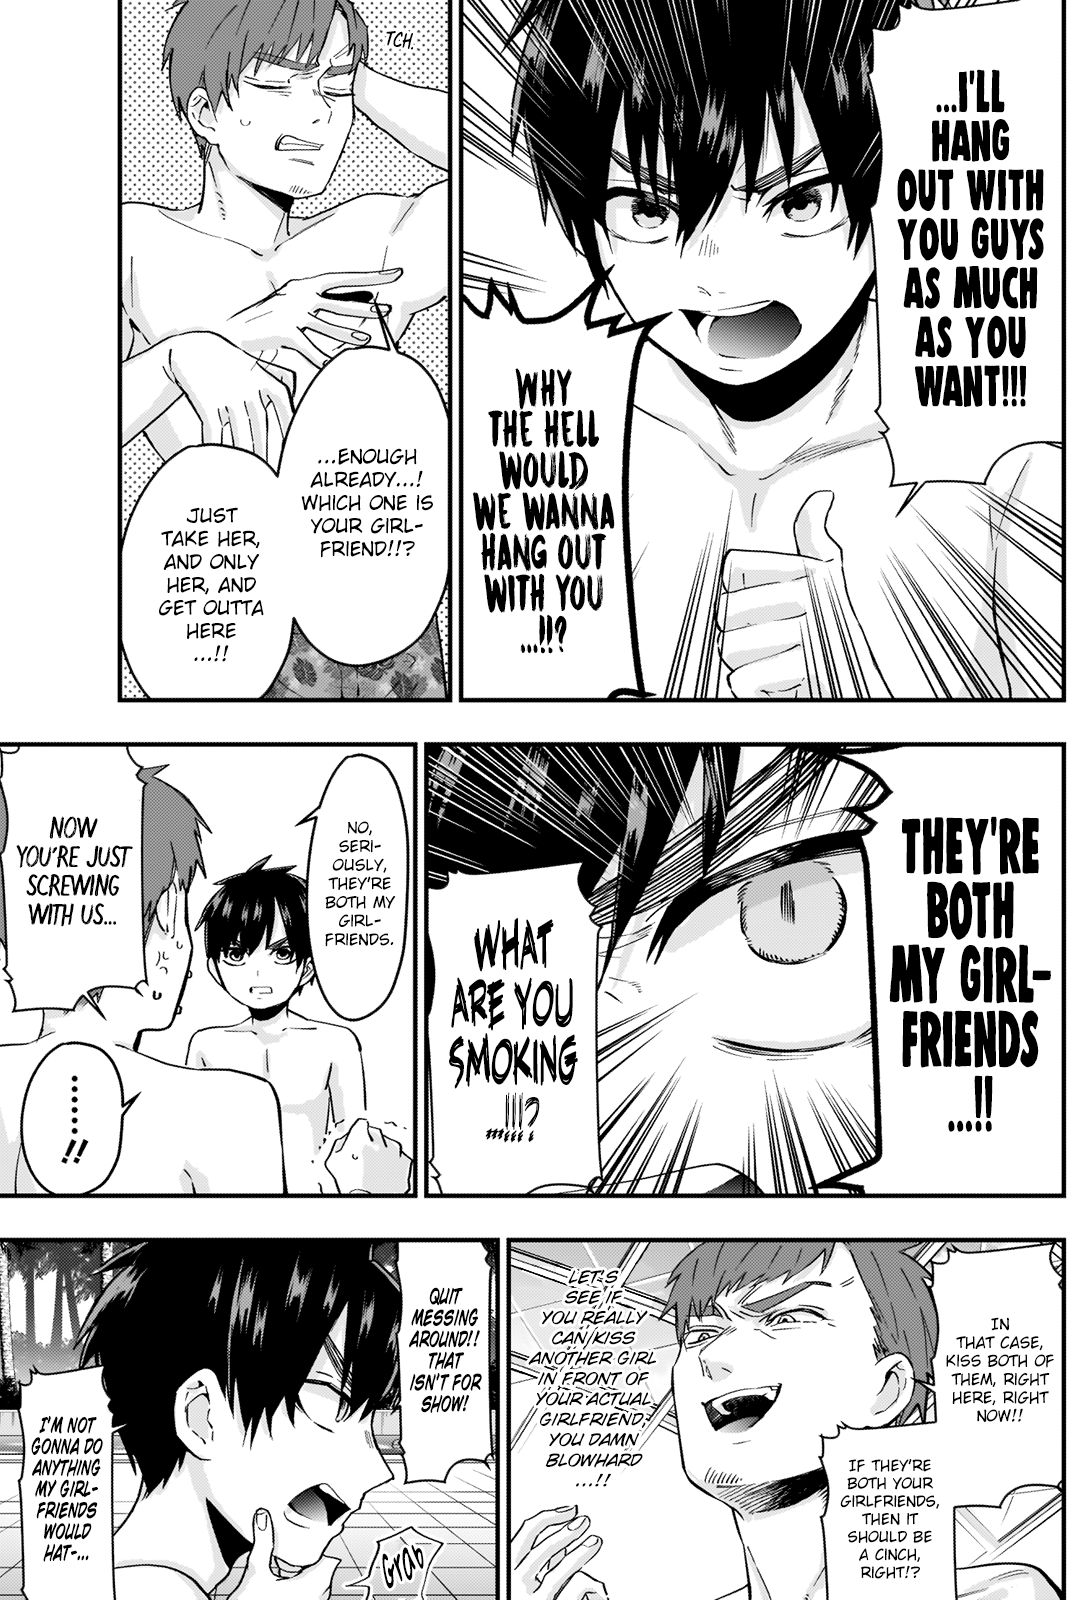 ...I'LL
HANG
OUT WITH
YOU GUYS
AS MUCH
AS YOU
WANT!!!
WHY
THE HELL
WOULD
WE WANNA
HANG OUT
WITH YOU
...!!?
TCH.
...ENOUGH
ALREADY...!
WHICH ONE IS
YOUR GIRL-
FRIEND!!?
JUST
TAKE HER,
AND ONLY
HER, AND
GET OUTTA
HERE
...!!
THEY'RE
BOTH
MY GIRL-
FRIENDS
...!!
WHAT
ARE YOU
SMOKING
...!!!?
NO,
SERI-
OUSLY,
THEY'RE
BOTH MY
GIRL-
FRIENDS.
NOW
YOU'RE JUST
SCREWING
WITH US...
......!!
IN
THAT CASE,
KISS BOTH OF
THEM, RIGHT
HERE, RIGHT
NOW!!
IF THEY'RE
BOTH YOUR
GIRLFRIENDS,
THEN IT
SHOULD BE
A CINCH,
RIGHT!?
LET'S
SEE IF
YOU REALLY
CAN KISS
ANOTHER GIRL
IN FRONT OF
YOUR ACTUAL
GIRLFRIEND,
YOU DAMN
BLOWHARD
...!!
QUIT
MESSING
AROUND!!
THAT
ISN'T FOR
SHOW!
I'M NOT
GONNA DO
ANYTHING
MY GIRL-
FRIENDS
WOULD
HAT-...
Grab